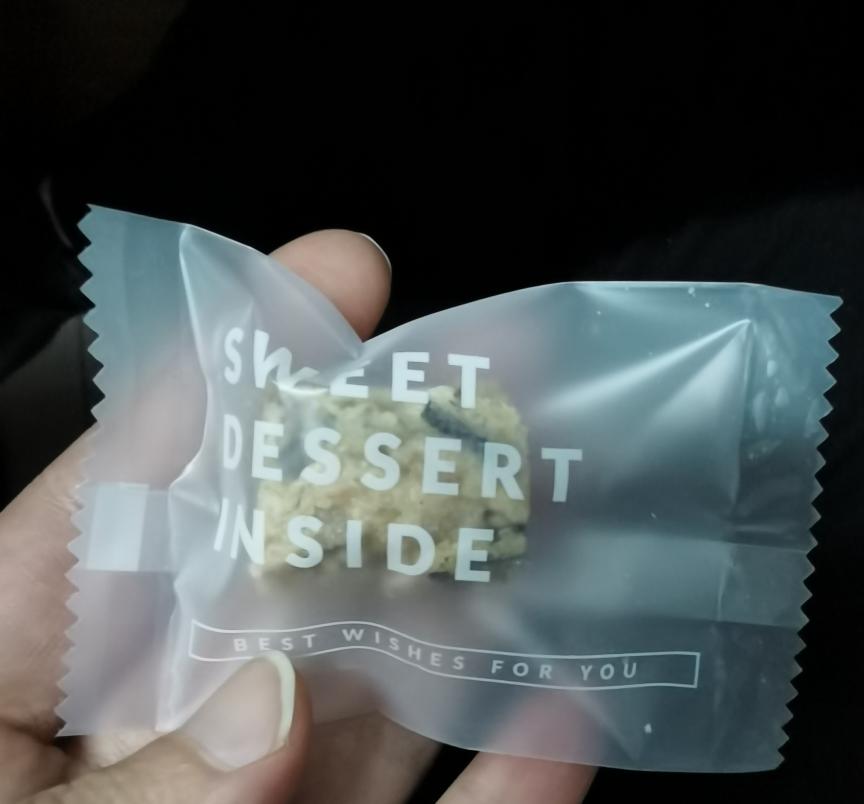 SWEET
DESSERT
INSIDE
BEST WISHES FOR YOU